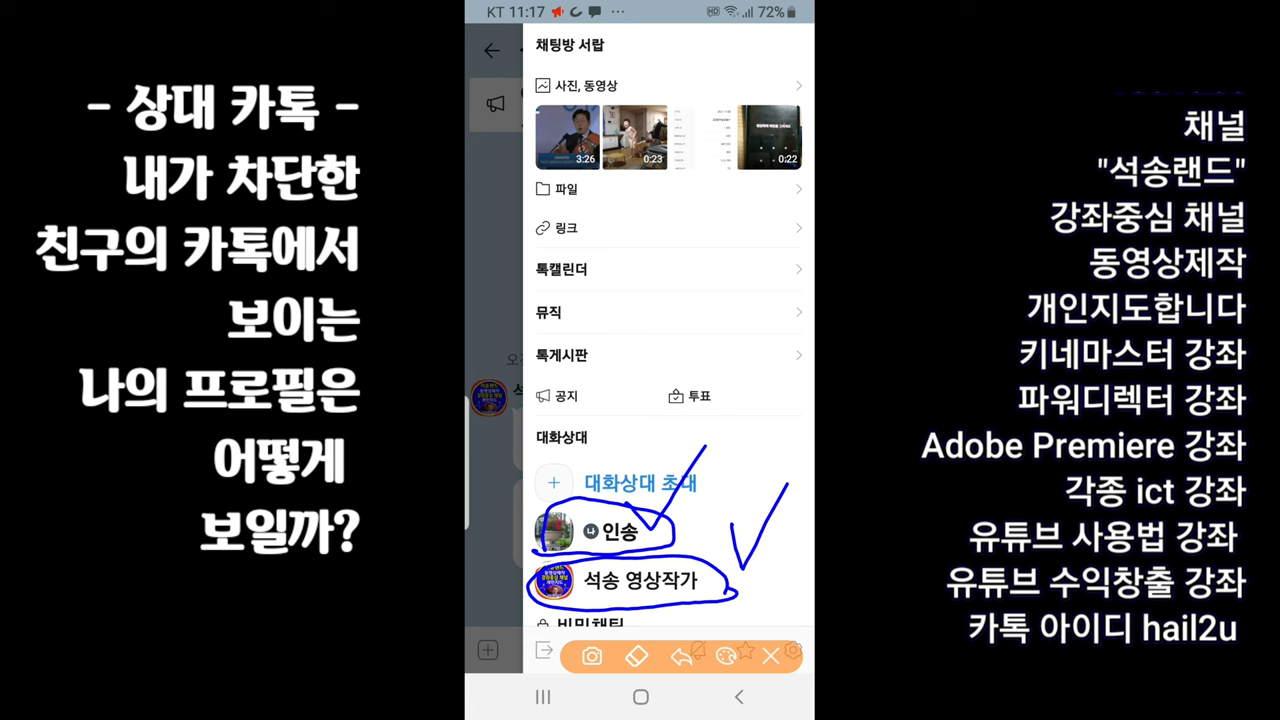 - 상대 카톡 -
내가 차단한
친구의 카톡에서
보이는
나의 프로필은
어떻게
보일까?
KT 11:17
72%
채팅방 서랍
사진, 동영상
3:26
0:23
0:22
파일
링크
톡캘린더
뮤직
톡게시판
공지
투표
대화상대
대화상대 초대
나 인송
석송 영상작가
비밀채팅
채널
"석송랜드"
강좌중심 채널
동영상제작
개인지도합니다
키네마스터 강좌
파워디렉터 강좌
Adobe Premiere 강좌
각종 ict 강좌
유튜브 사용법 강좌
유튜브 수익창출 강좌
카톡 아이디 hail2u